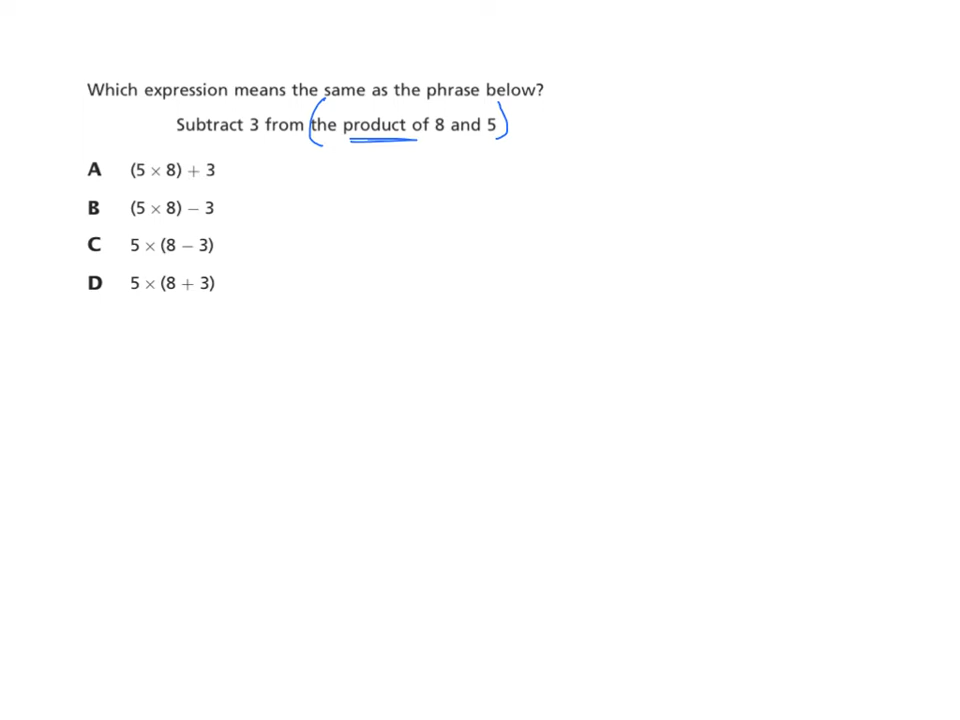 Which expression means the same as the phrase below?
Subtract 3 from (the product of 8 and 5)
A (5 × 8) + 3
B (5 × 8) − 3
C 5 × (8 − 3)
D 5 × (8 + 3)